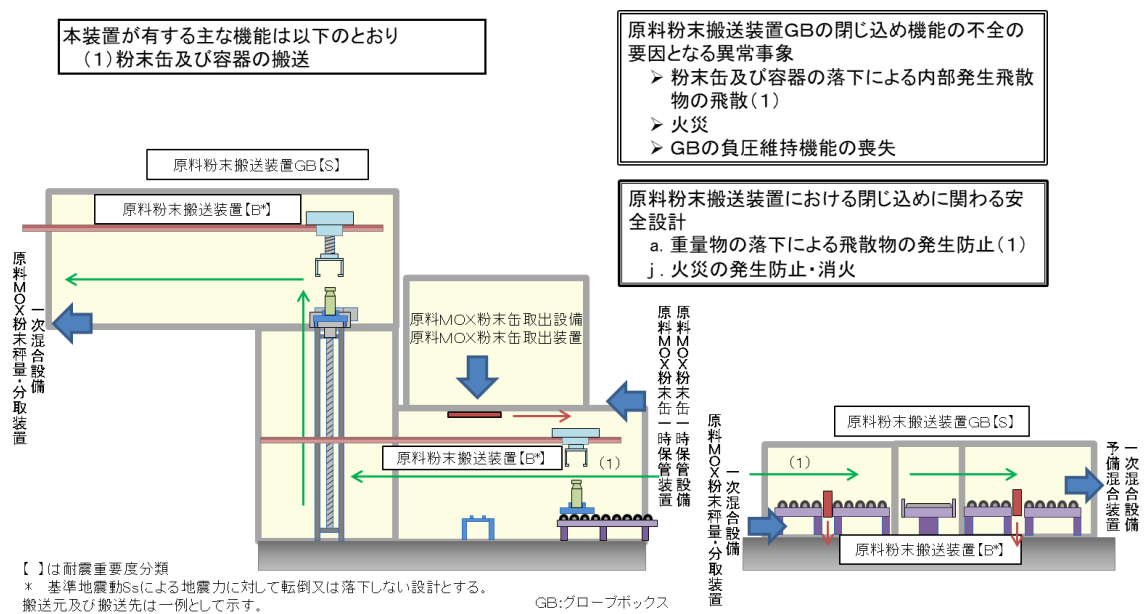 本装置が有する主な機能は以下のとおり
(1)粉末缶及び容器の搬送
原料粉末搬送装置GBの閉じ込め機能の不全の
要因となる異常事象
➢ 粉末缶及び容器の落下による内部発生飛散
物の飛散(1)
➢ 火災
➢ GBの負圧維持機能の喪失
原料粉末搬送装置における閉じ込めに関わる安
全設計
a. 重量物の落下による飛散物の発生防止(1)
j. 火災の発生防止・消火
原料粉末搬送装置GB【S】
原料粉末搬送装置【B*】
一次混合設備
原料MOX粉末秤量・分取装置
原料MOX粉末缶取出設備
原料MOX粉末缶取出装置
原料MOX粉末缶一時保管設備
原料MOX粉末缶一時保管装置
原料粉末搬送装置【B*】
(1)
原料粉末搬送装置GB【S】
(1)
一次混合設備
原料MOX粉末秤量・分取装置
一次混合設備
予備混合装置
原料粉末搬送装置【B*】
【 】は耐震重要度分類
* 基準地震動Ssによる地震力に対して転倒又は落下しない設計とする。
搬送元及び搬送先は一例として示す。
GB:グローブボックス